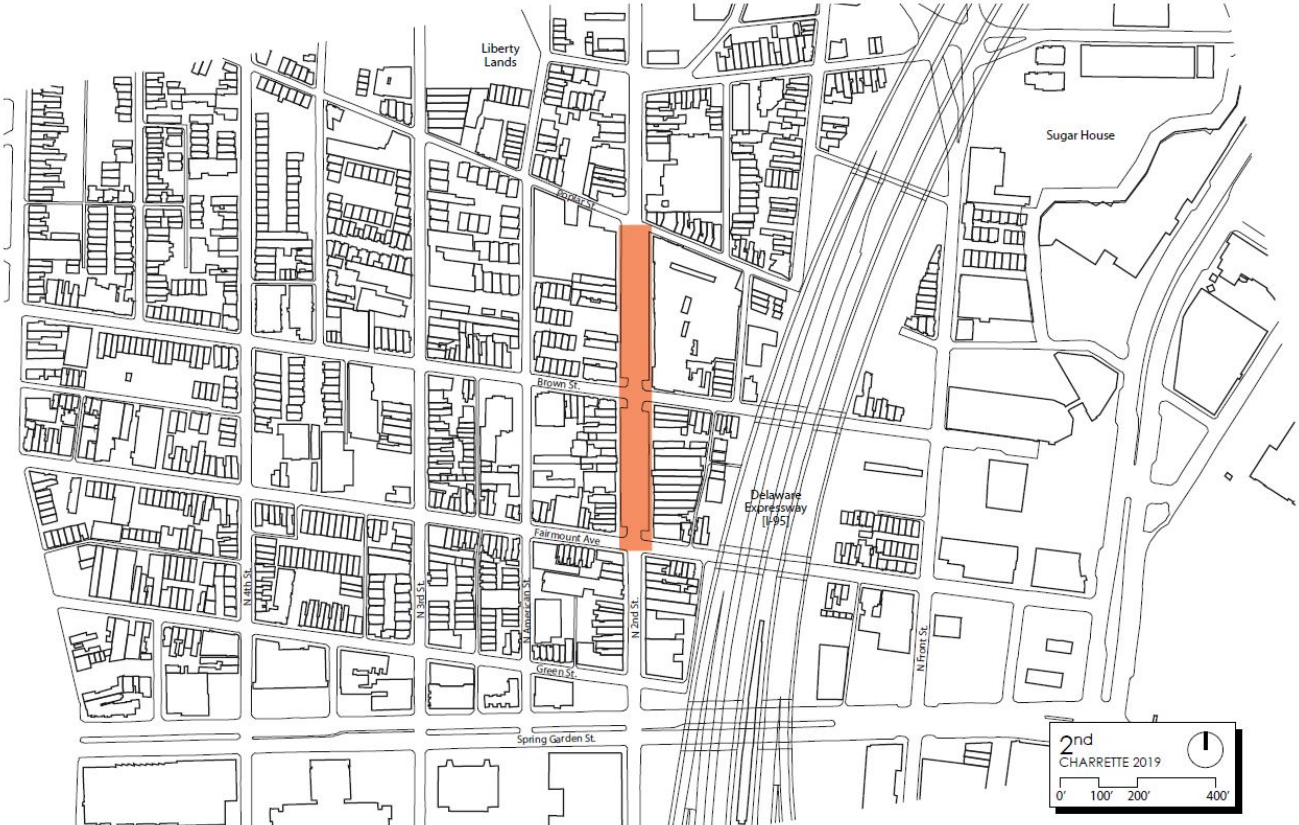 Liberty
Lands
Sugar House
Poplar St.
Brown St.
Delaware
Expressway
[I-95]
Fairmount Ave
N 4th St.
N 3rd St.
N American St.
N 2nd St.
N Front St.
Green St.
Spring Garden St.
2nd
CHARRETTE 2019
0' 100' 200' 400'